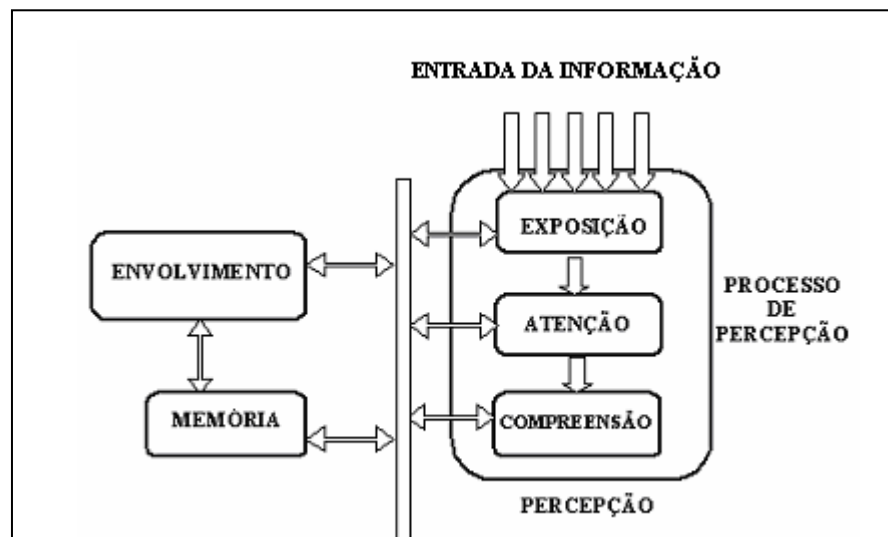 ENTRADA DA INFORMAÇÃO
EXPOSIÇÃO
ENVOLVIMENTO
ATENÇÃO
PROCESSO
DE
PERCEPÇÃO
MEMÓRIA
COMPREENSÃO
PERCEPÇÃO